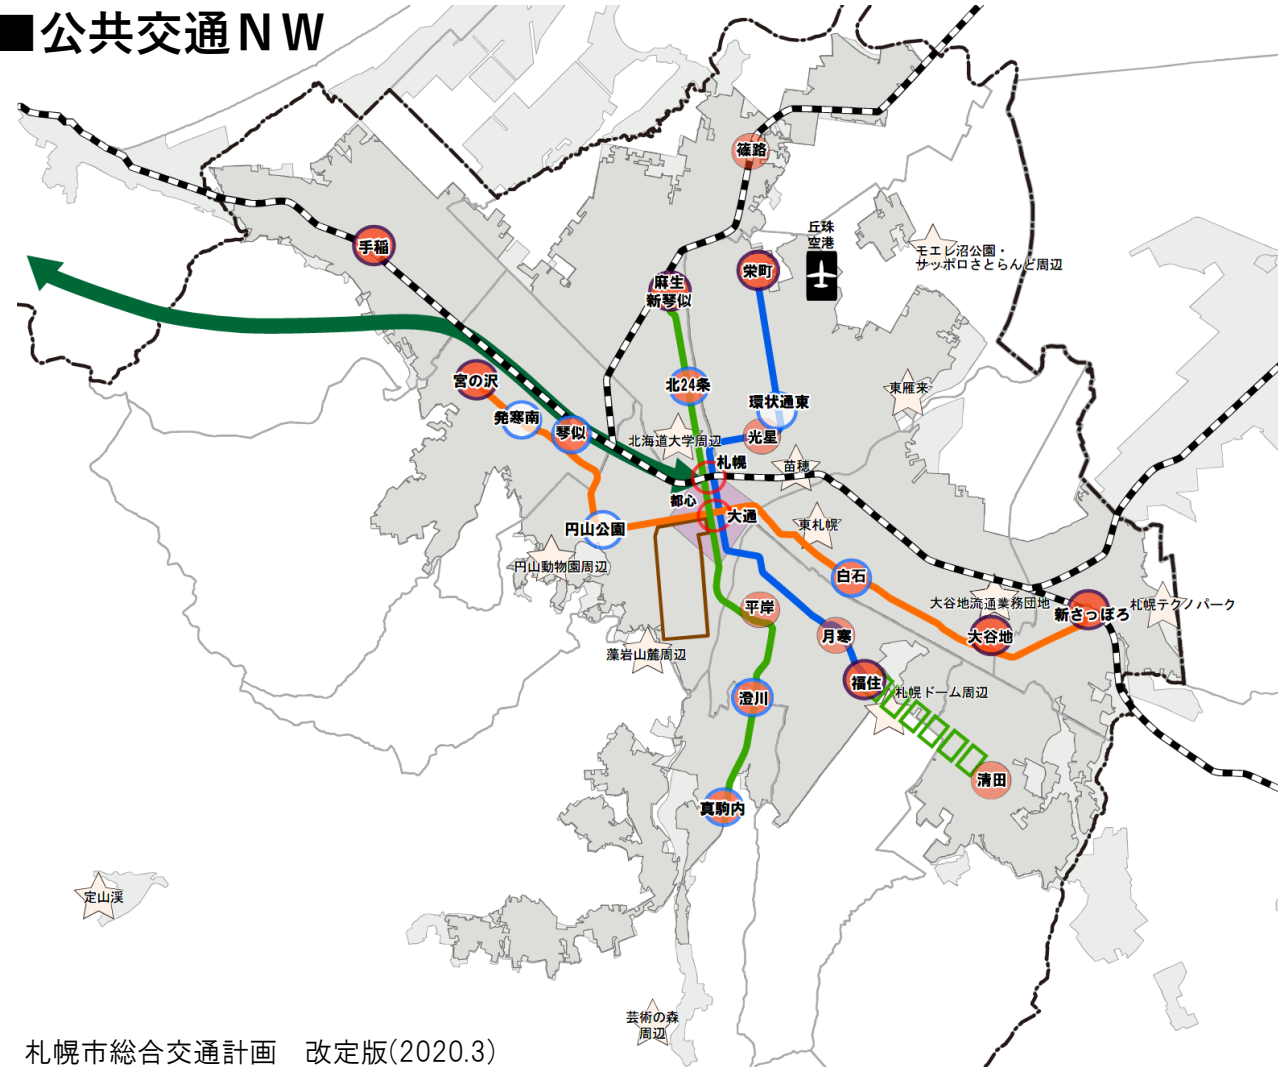 ■公共交通NW
篠路
丘珠
空港
モエレ沼公園・
サッポロさとらんど周辺
手稲
栄町
麻生
新琴似
宮の沢
北24条
東雁来
環状通東
発寒南
琴似
北海道大学周辺
光星
札幌
苗穂
都心
大通
東札幌
円山公園
円山動物園周辺
白石
平岸
大谷地流通業務団地
新さっぽろ
札幌テクノパーク
月寒
大谷地
藻岩山麓周辺
福住
札幌ドーム周辺
澄川
清田
真駒内
定山渓
芸術の森
周辺
札幌市総合交通計画　改定版(2020.3)